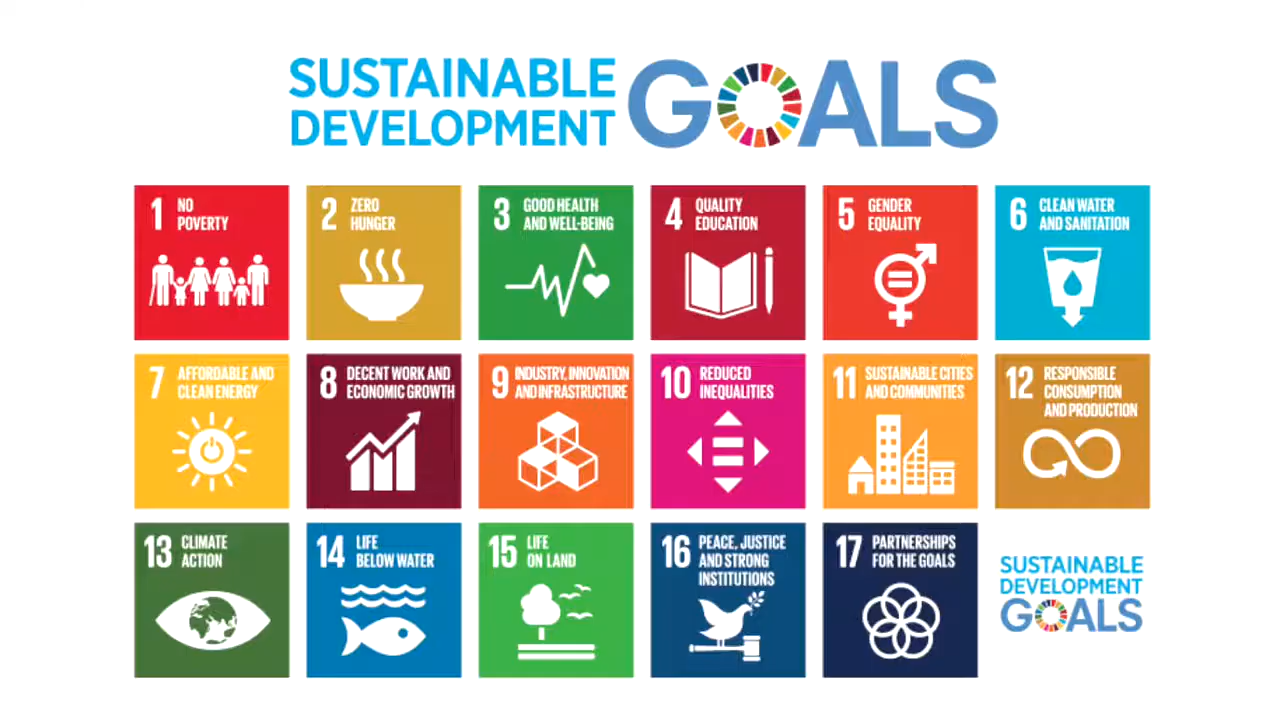 SUSTAINABLE
DEVELOPMENT
GOALS
1 NO
POVERTY
2 ZERO
HUNGER
3 GOOD HEALTH
AND WELL-BEING
4 QUALITY
EDUCATION
5 GENDER
EQUALITY
6 CLEAN WATER
AND SANITATION
7 AFFORDABLE AND
CLEAN ENERGY
8 DECENT WORK AND
ECONOMIC GROWTH
9 INDUSTRY, INNOVATION
AND INFRASTRUCTURE
10 REDUCED
INEQUALITIES
11 SUSTAINABLE CITIES
AND COMMUNITIES
12 RESPONSIBLE
CONSUMPTION
AND PRODUCTION
13 CLIMATE
ACTION
14 LIFE
BELOW WATER
15 LIFE
ON LAND
16 PEACE, JUSTICE
AND STRONG
INSTITUTIONS
17 PARTNERSHIPS
FOR THE GOALS
SUSTAINABLE
DEVELOPMENT
GOALS